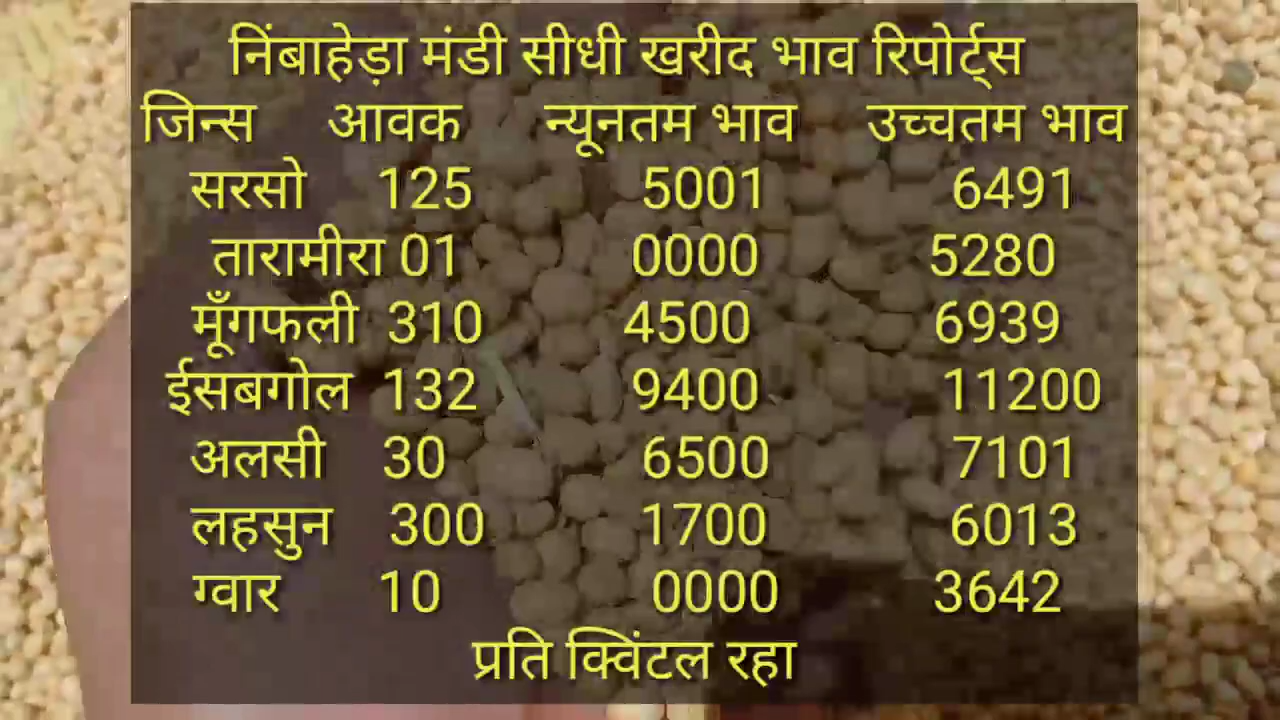 निंबाहेड़ा मंडी सीधी खरीद भाव रिपोर्ट्स
जिन्स आवक न्यूनतम भाव उच्चतम भाव
सरसो 125 5001 6491
तारामीरा 01 0000 5280
मूँगफली 310 4500 6939
ईसबगोल 132 9400 11200
अलसी 30 6500 7101
लहसुन 300 1700 6013
ग्वार 10 0000 3642
प्रति क्विंटल रहा